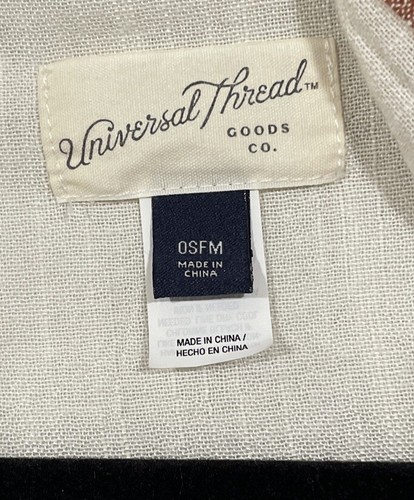 Universal Thread™
GOODS
CO.
OSFM
MADE IN
CHINA
MADE IN CHINA /
HECHO EN CHINA